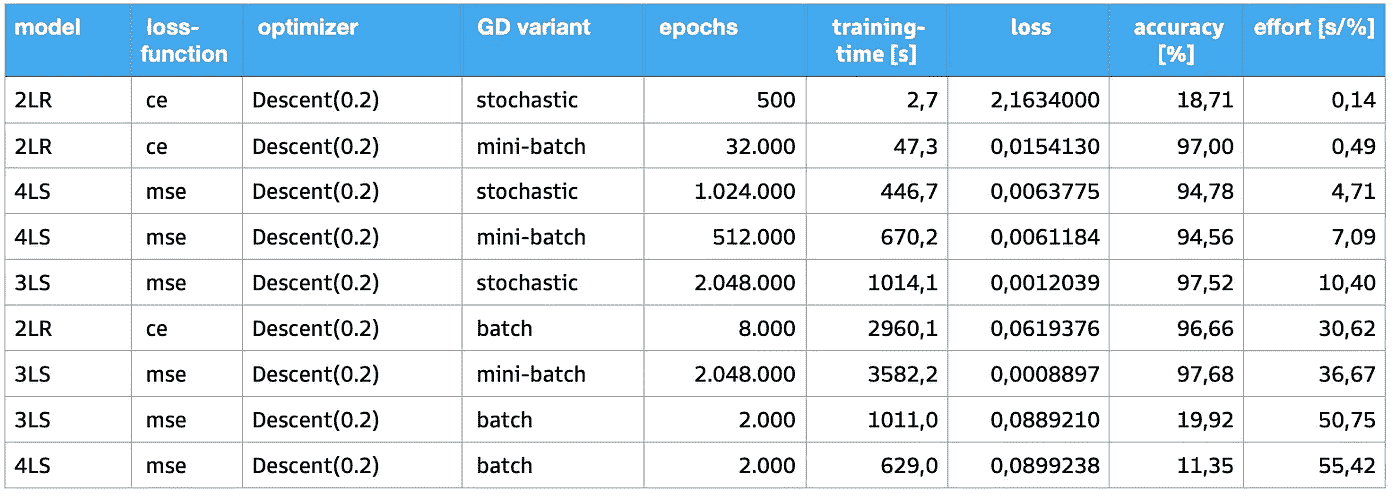 model loss-function optimizer GD variant epochs training-time [s] loss accuracy [%] effort [s/%]
2LR ce Descent(0.2) stochastic 500 2,7 2,1634000 18,71 0,14
2LR ce Descent(0.2) mini-batch 32.000 47,3 0,0154130 97,00 0,49
4LS mse Descent(0.2) stochastic 1.024.000 446,7 0,0063775 94,78 4,71
4LS mse Descent(0.2) mini-batch 512.000 670,2 0,0061184 94,56 7,09
3LS mse Descent(0.2) stochastic 2.048.000 1014,1 0,0012039 97,52 10,40
2LR ce Descent(0.2) batch 8.000 2960,1 0,0619376 96,66 30,62
3LS mse Descent(0.2) mini-batch 2.048.000 3582,2 0,0008897 97,68 36,67
3LS mse Descent(0.2) batch 2.000 1011,0 0,0889210 19,92 50,75
4LS mse Descent(0.2) batch 2.000 629,0 0,0899238 11,35 55,42